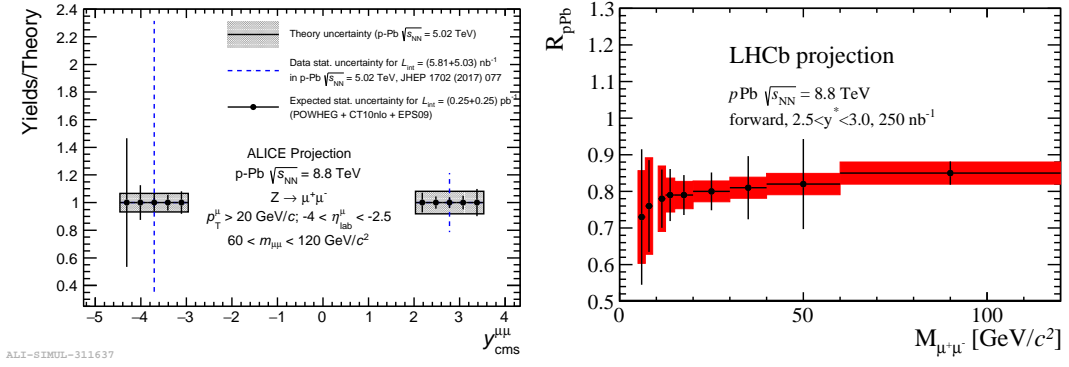 Yields/Theory
2.4
2.2
2
1.8
1.6
1.4
1.2
1
0.8
0.6
0.4
Theory uncertainty (p-Pb √sNN = 5.02 TeV)
Data stat. uncertainty for Lint = (5.81+5.03) nb-1
in p-Pb √sNN = 5.02 TeV, JHEP 1702 (2017) 077
Expected stat. uncertainty for Lint = (0.25+0.25) pb-1
(POWHEG + CT10nlo + EPS09)
ALICE Projection
p-Pb √sNN = 8.8 TeV
Z → μ+μ-
pTμ > 20 GeV/c; -4 < ημlab < -2.5
60 < mμμ < 120 GeV/c2
−5 −4 −3 −2 −1 0 1 2 3 4
yμμcms
ALI-SIMUL-311637
RpPb
1.3
1.2
1.1
1
0.9
0.8
0.7
0.6
0.5
LHCb projection
pPb √sNN = 8.8 TeV
forward, 2.5<y*<3.0, 250 nb-1
0 50 100
Mμ+μ- [GeV/c2]